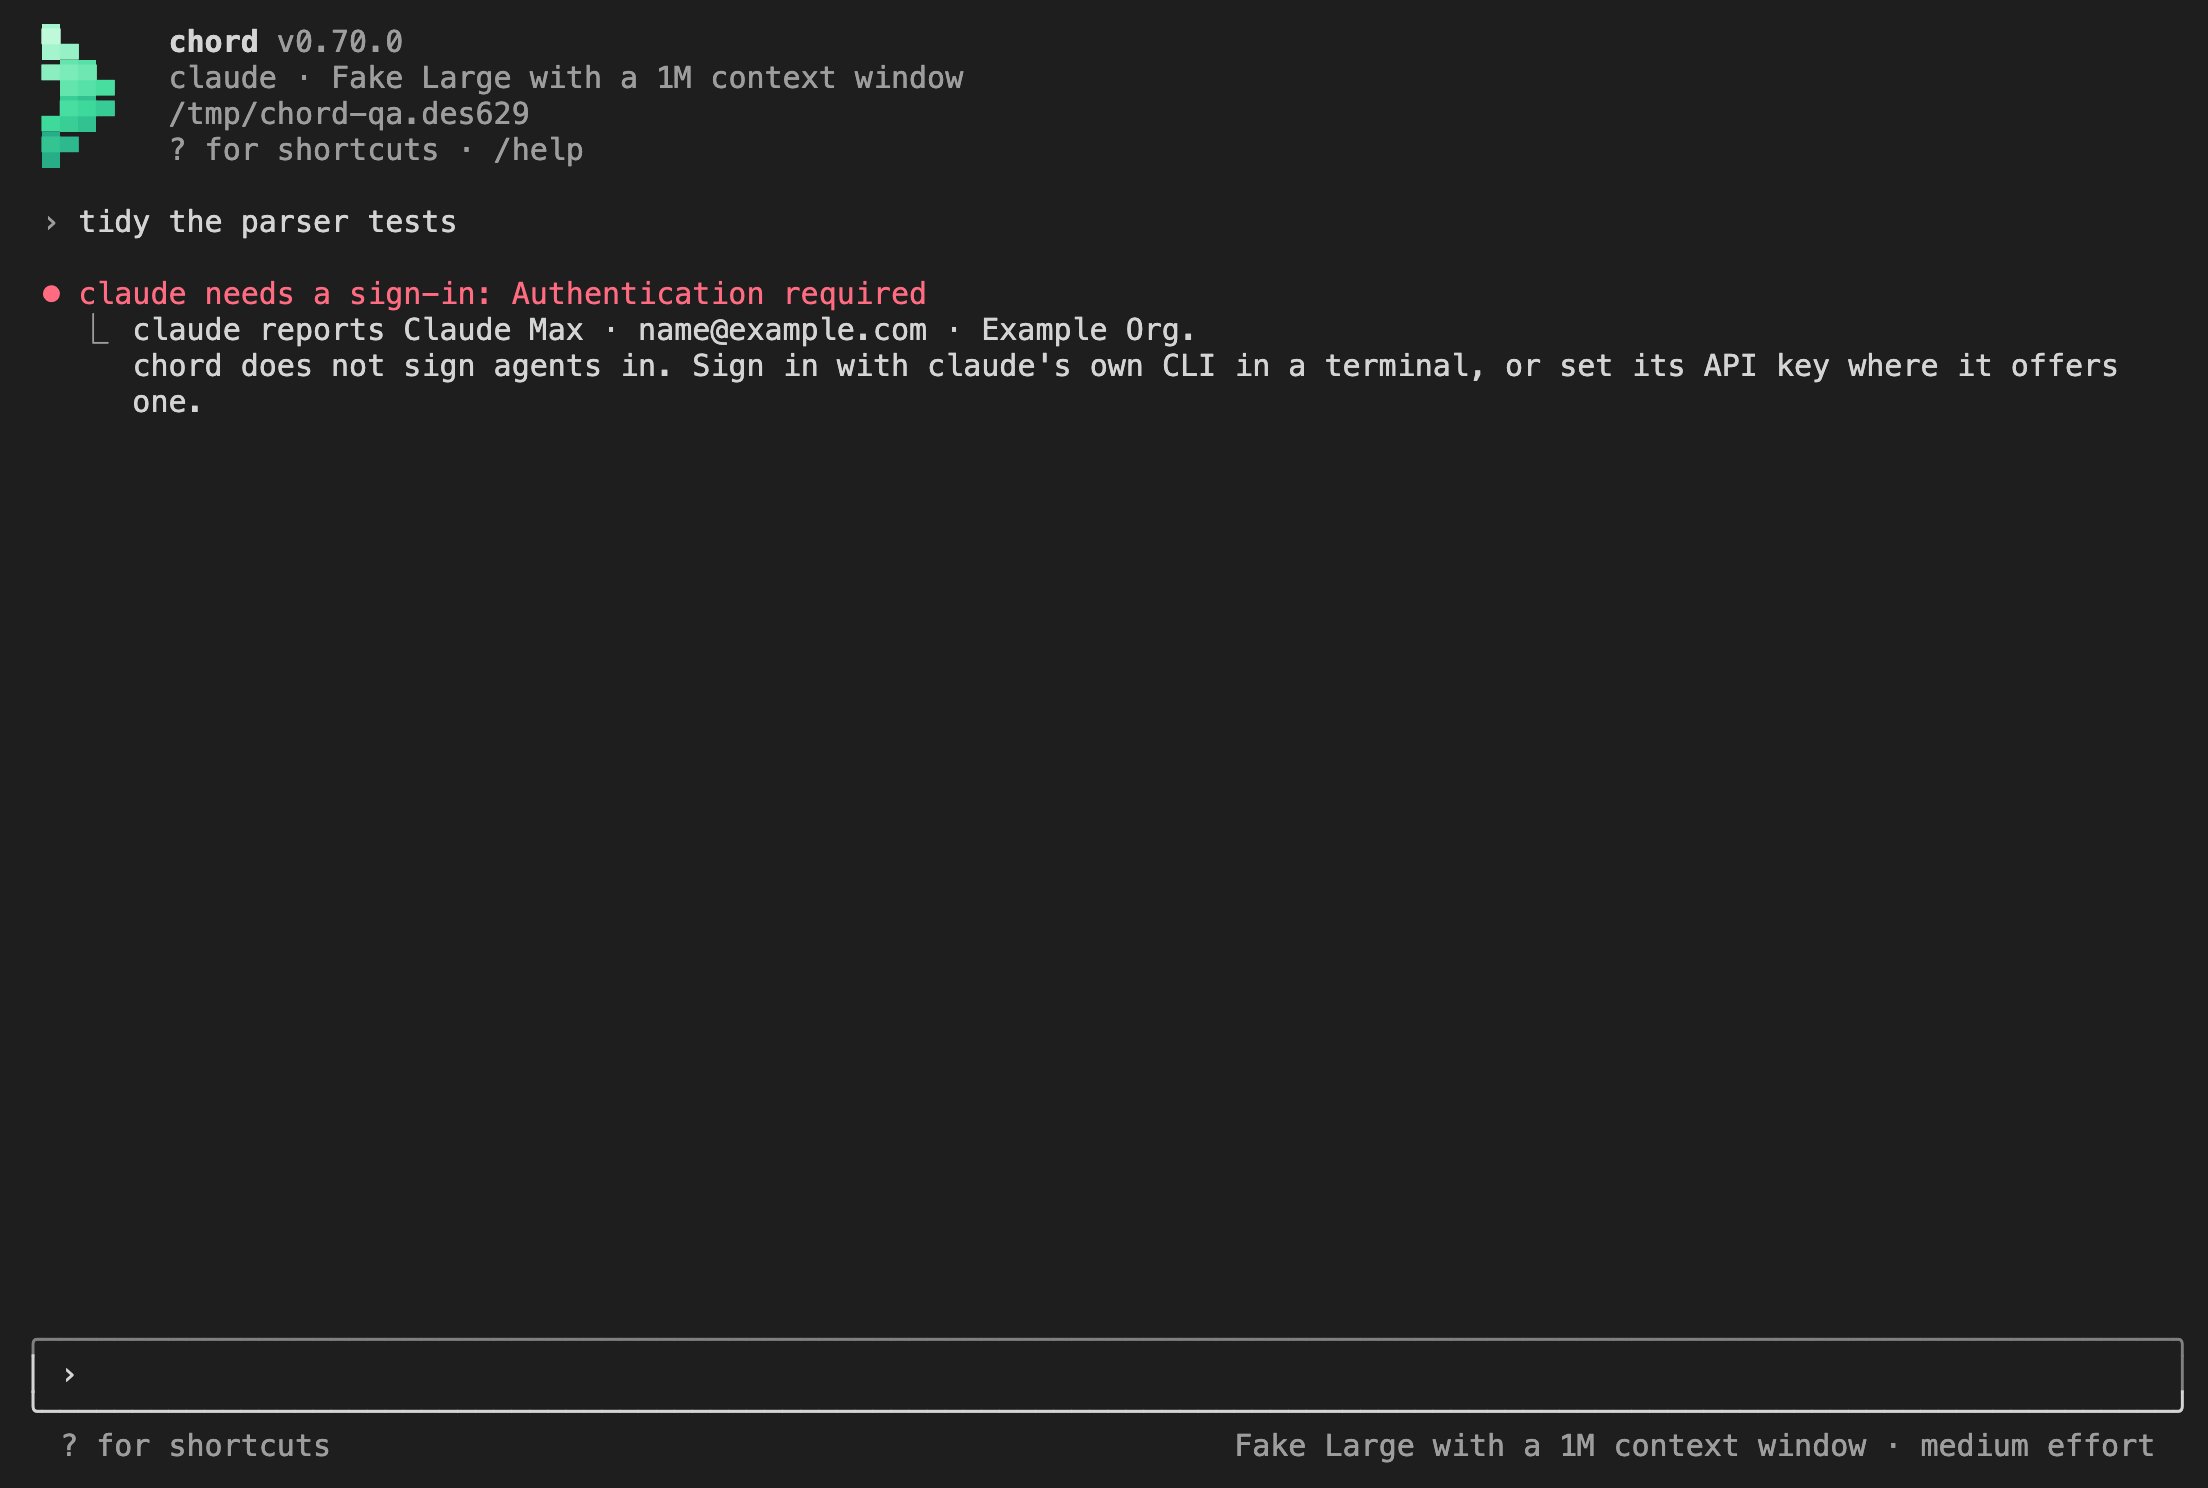 chord v0.70.0
claude · Fake Large with a 1M context window
/tmp/chord-qa.des629
? for shortcuts · /help
› tidy the parser tests
● claude needs a sign-in: Authentication required
⎿ claude reports Claude Max · name@example.com · Example Org.
chord does not sign agents in. Sign in with claude's own CLI in a terminal, or set its API key where it offers
one.
›
? for shortcuts Fake Large with a 1M context window · medium effort